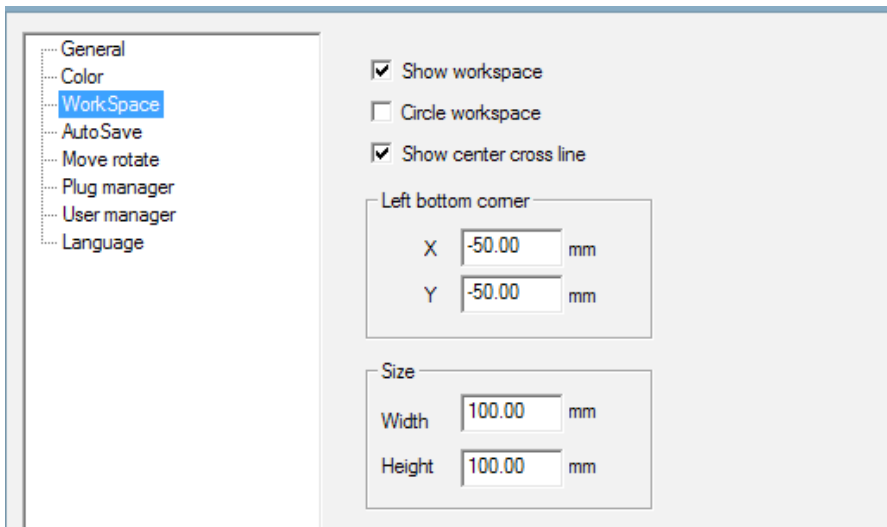 General
Color
WorkSpace
AutoSave
Move rotate
Plug manager
User manager
Language
Show workspace
Circle workspace
Show center cross line
Left bottom corner
X -50.00 mm
Y -50.00 mm
Size
Width 100.00 mm
Height 100.00 mm